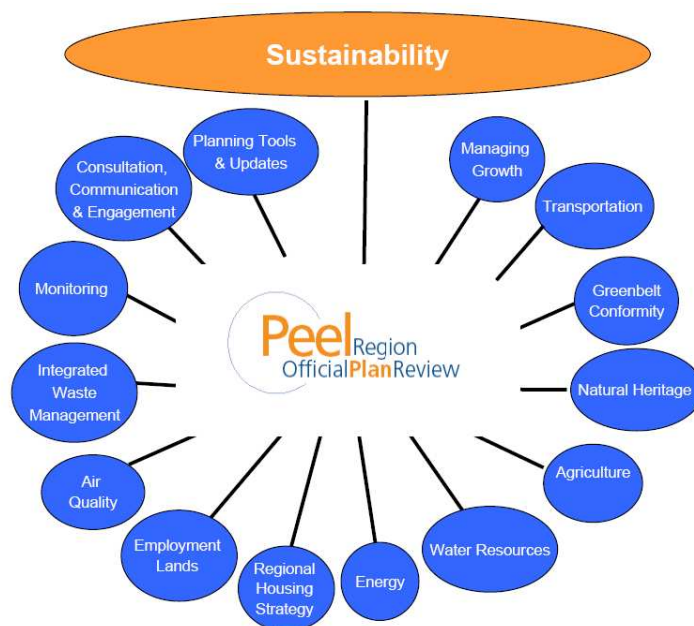 Sustainability
Planning Tools
& Updates
Managing
Growth
Consultation,
Communication
& Engagement
Transportation
Monitoring
Greenbelt
Conformity
Peel Region
Official Plan Review
Integrated
Waste
Management
Natural Heritage
Air
Quality
Agriculture
Employment
Lands
Regional
Housing
Strategy
Energy
Water Resources